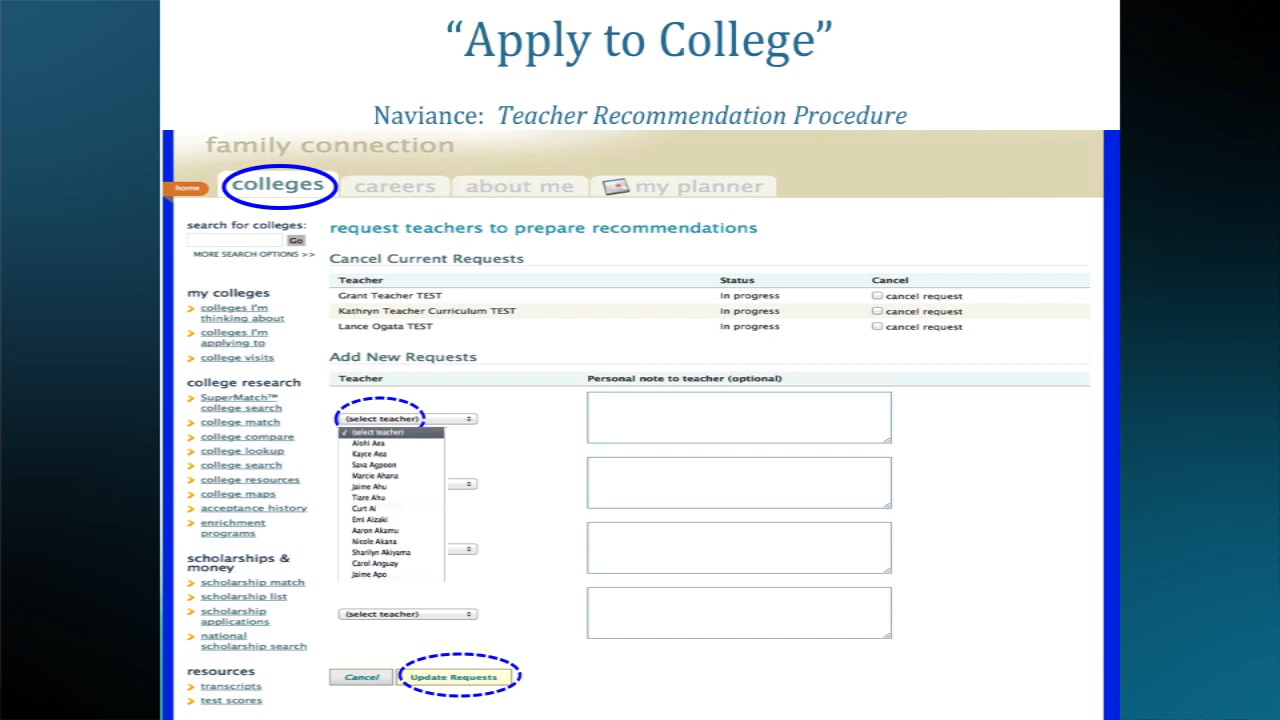 “Apply to College”
Naviance: Teacher Recommendation Procedure
family connection
home
colleges
careers
about me
my planner
search for colleges:
Go
MORE SEARCH OPTIONS >>
my colleges
colleges I'm
thinking about
colleges I'm
applying to
college visits
college research
SuperMatch™
college search
college match
college compare
college lookup
college search
college resources
college maps
acceptance history
enrichment
programs
scholarships &
money
scholarship match
scholarship list
scholarship
applications
national
scholarship search
resources
transcripts
test scores
request teachers to prepare recommendations
Cancel Current Requests
Teacher Status Cancel
Grant Teacher TEST In progress cancel request
Kathryn Teacher Curriculum TEST In progress cancel request
Lance Ogata TEST In progress cancel request
Add New Requests
Teacher Personal note to teacher (optional)
(select teacher)
✓ (select teacher)
Alohi Aea
Kayce Aea
Sava Agpoon
Marcie Ahana
Jaime Ahu
Tiare Ahu
Curt Ai
Emi Aizaki
Aaron Akamu
Nicole Akana
Sharilyn Akiyama
Carol Anguay
Jaime Apo
(select teacher)
Cancel Update Requests